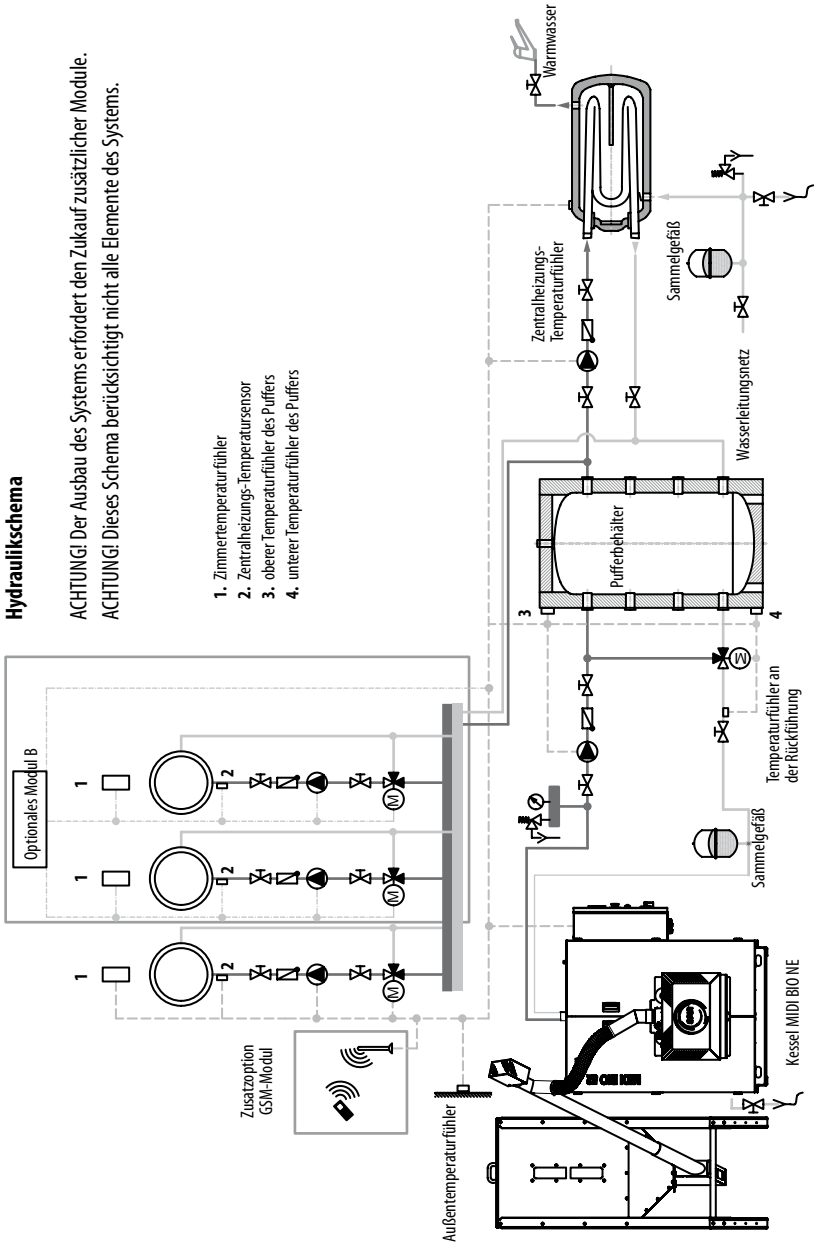 Hydraulikschema
ACHTUNG! Der Ausbau des Systems erfordert den Zukauf zusätzlicher Module.
ACHTUNG! Dieses Schema berücksichtigt nicht alle Elemente des Systems.
1. Zimmertemperaturfühler
2. Zentralheizungs-Temperatursensor
3. oberer Temperaturfühler des Puffers
4. unterer Temperaturfühler des Puffers
Optionales Modul B
1
1
1
2
2
2
M
M
M
Zusatzoption
GSM-Modul
Außentemperaturfühler
Warmwasser
Zentralheizungs-
Temperaturfühler
Sammelgefäß
Wasserleitungsnetz
Pufferbehälter
3
4
M
Temperaturfühler an
der Rückführung
Sammelgefäß
Kessel MIDI BIO NE